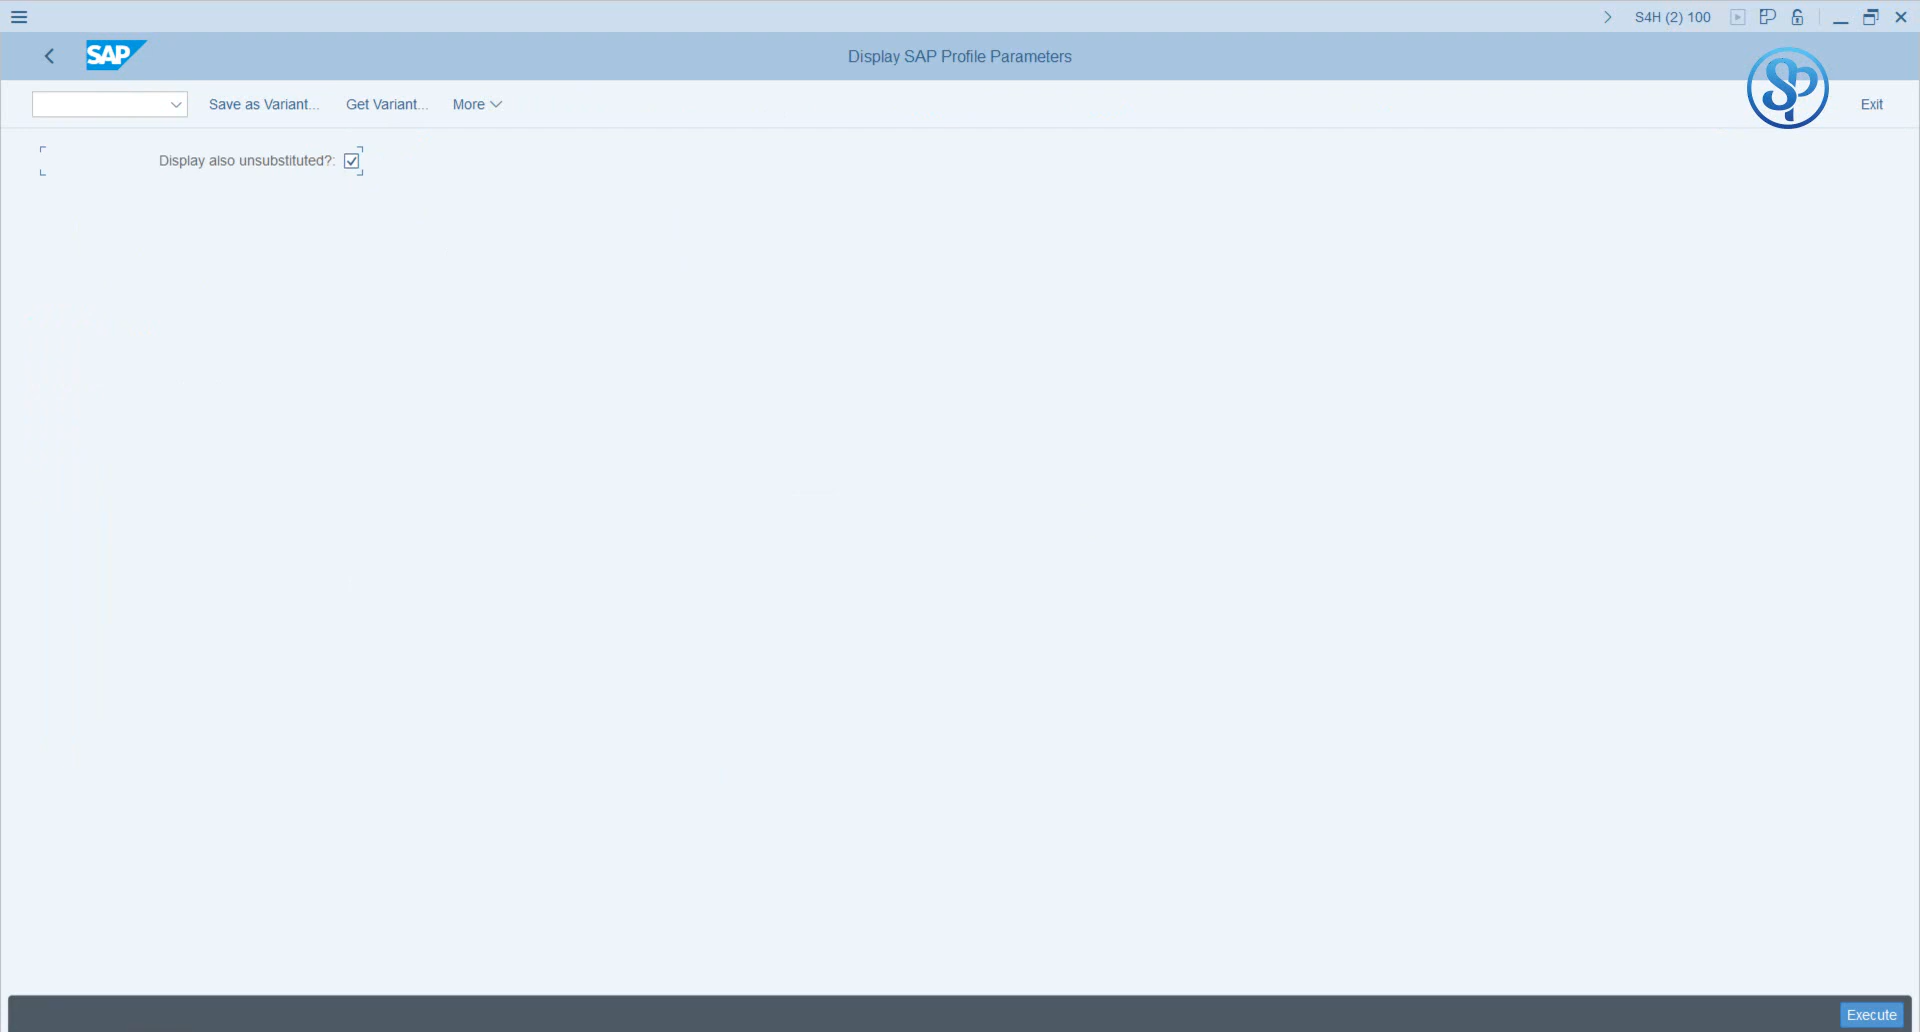 S4H (2) 100
SAP
Display SAP Profile Parameters
Save as Variant...
Get Variant...
More
SP
Exit
Display also unsubstituted?:
Execute